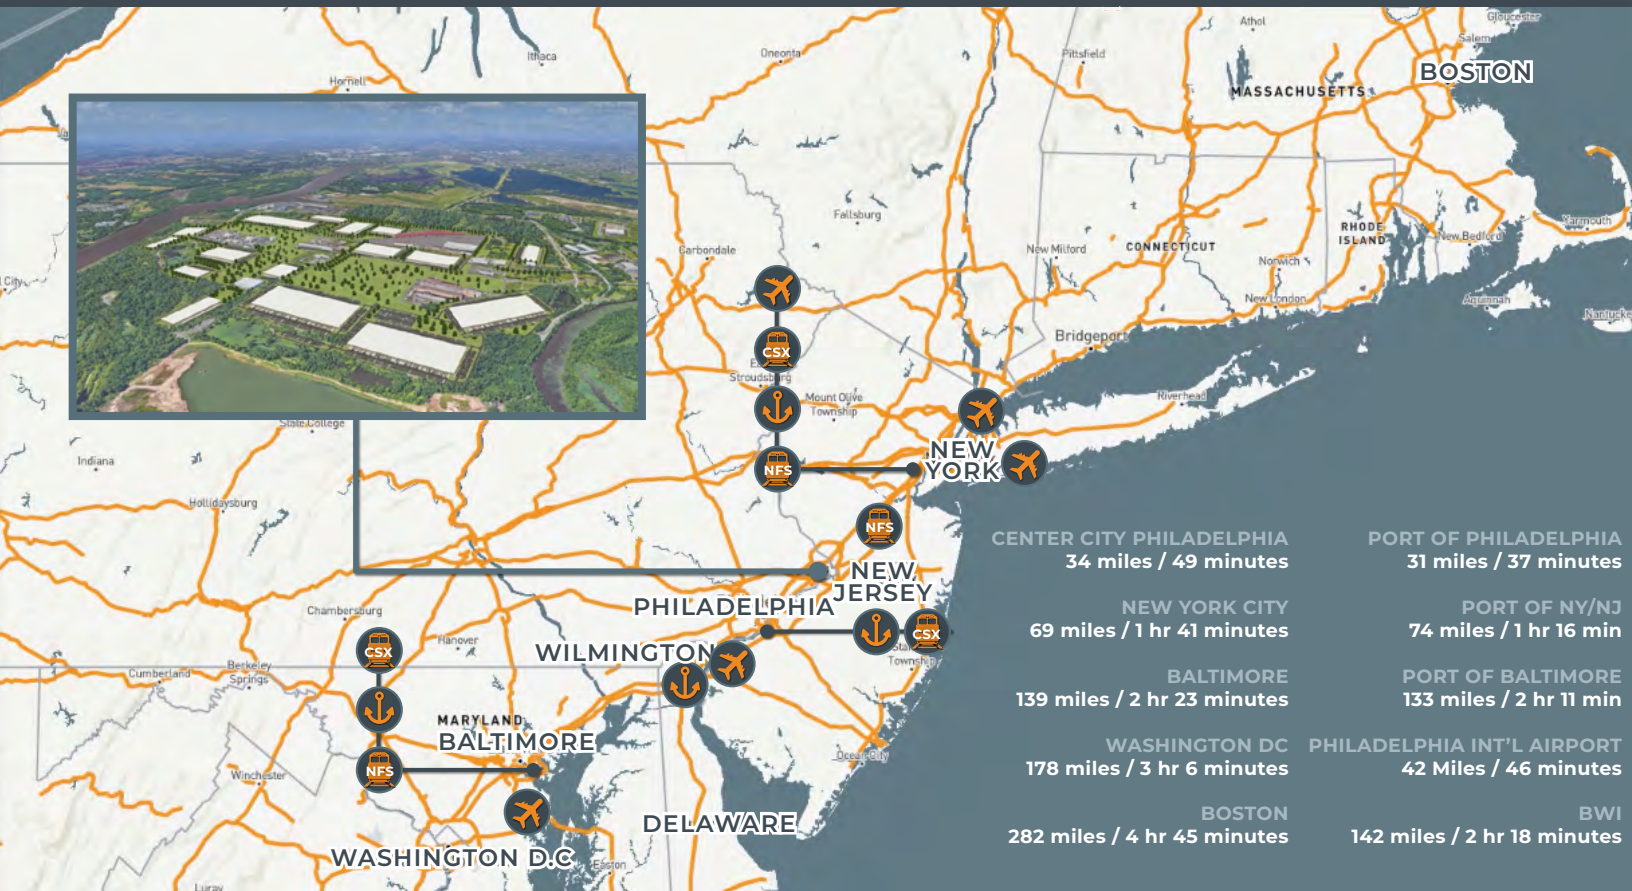 Gloucester
Athol
Salem
Oneonta
Pittsfield
Ithaca
BOSTON
Hornell
MASSACHUSETTS
Fallsburg
Yarmouth
RHODE
ISLAND
New Bedford
Carbondale
New Milford
CONNECTICUT
Norwich
l City
New London
Aquinnah
Nantucke
Bridgeport
CSX
Stroudsburg
Mount Olive
Township
Riverhead
State College
NEW
YORK
Indiana
NFS
Hollidaysburg
NFS
CENTER CITY PHILADELPHIA
34 miles / 49 minutes
PORT OF PHILADELPHIA
31 miles / 37 minutes
NEW
JERSEY
PHILADELPHIA
Chambersburg
NEW YORK CITY
69 miles / 1 hr 41 minutes
PORT OF NY/NJ
74 miles / 1 hr 16 min
CSX
Hanover
CSX
WILMINGTON
Township
Cumberland
Berkeley
Springs
BALTIMORE
139 miles / 2 hr 23 minutes
PORT OF BALTIMORE
133 miles / 2 hr 11 min
MARYLAND
BALTIMORE
Ocean City
WASHINGTON DC
178 miles / 3 hr 6 minutes
PHILADELPHIA INT'L AIRPORT
42 Miles / 46 minutes
Winchester
NFS
DELAWARE
BOSTON
282 miles / 4 hr 45 minutes
BWI
142 miles / 2 hr 18 minutes
WASHINGTON D.C
Easton
Luray